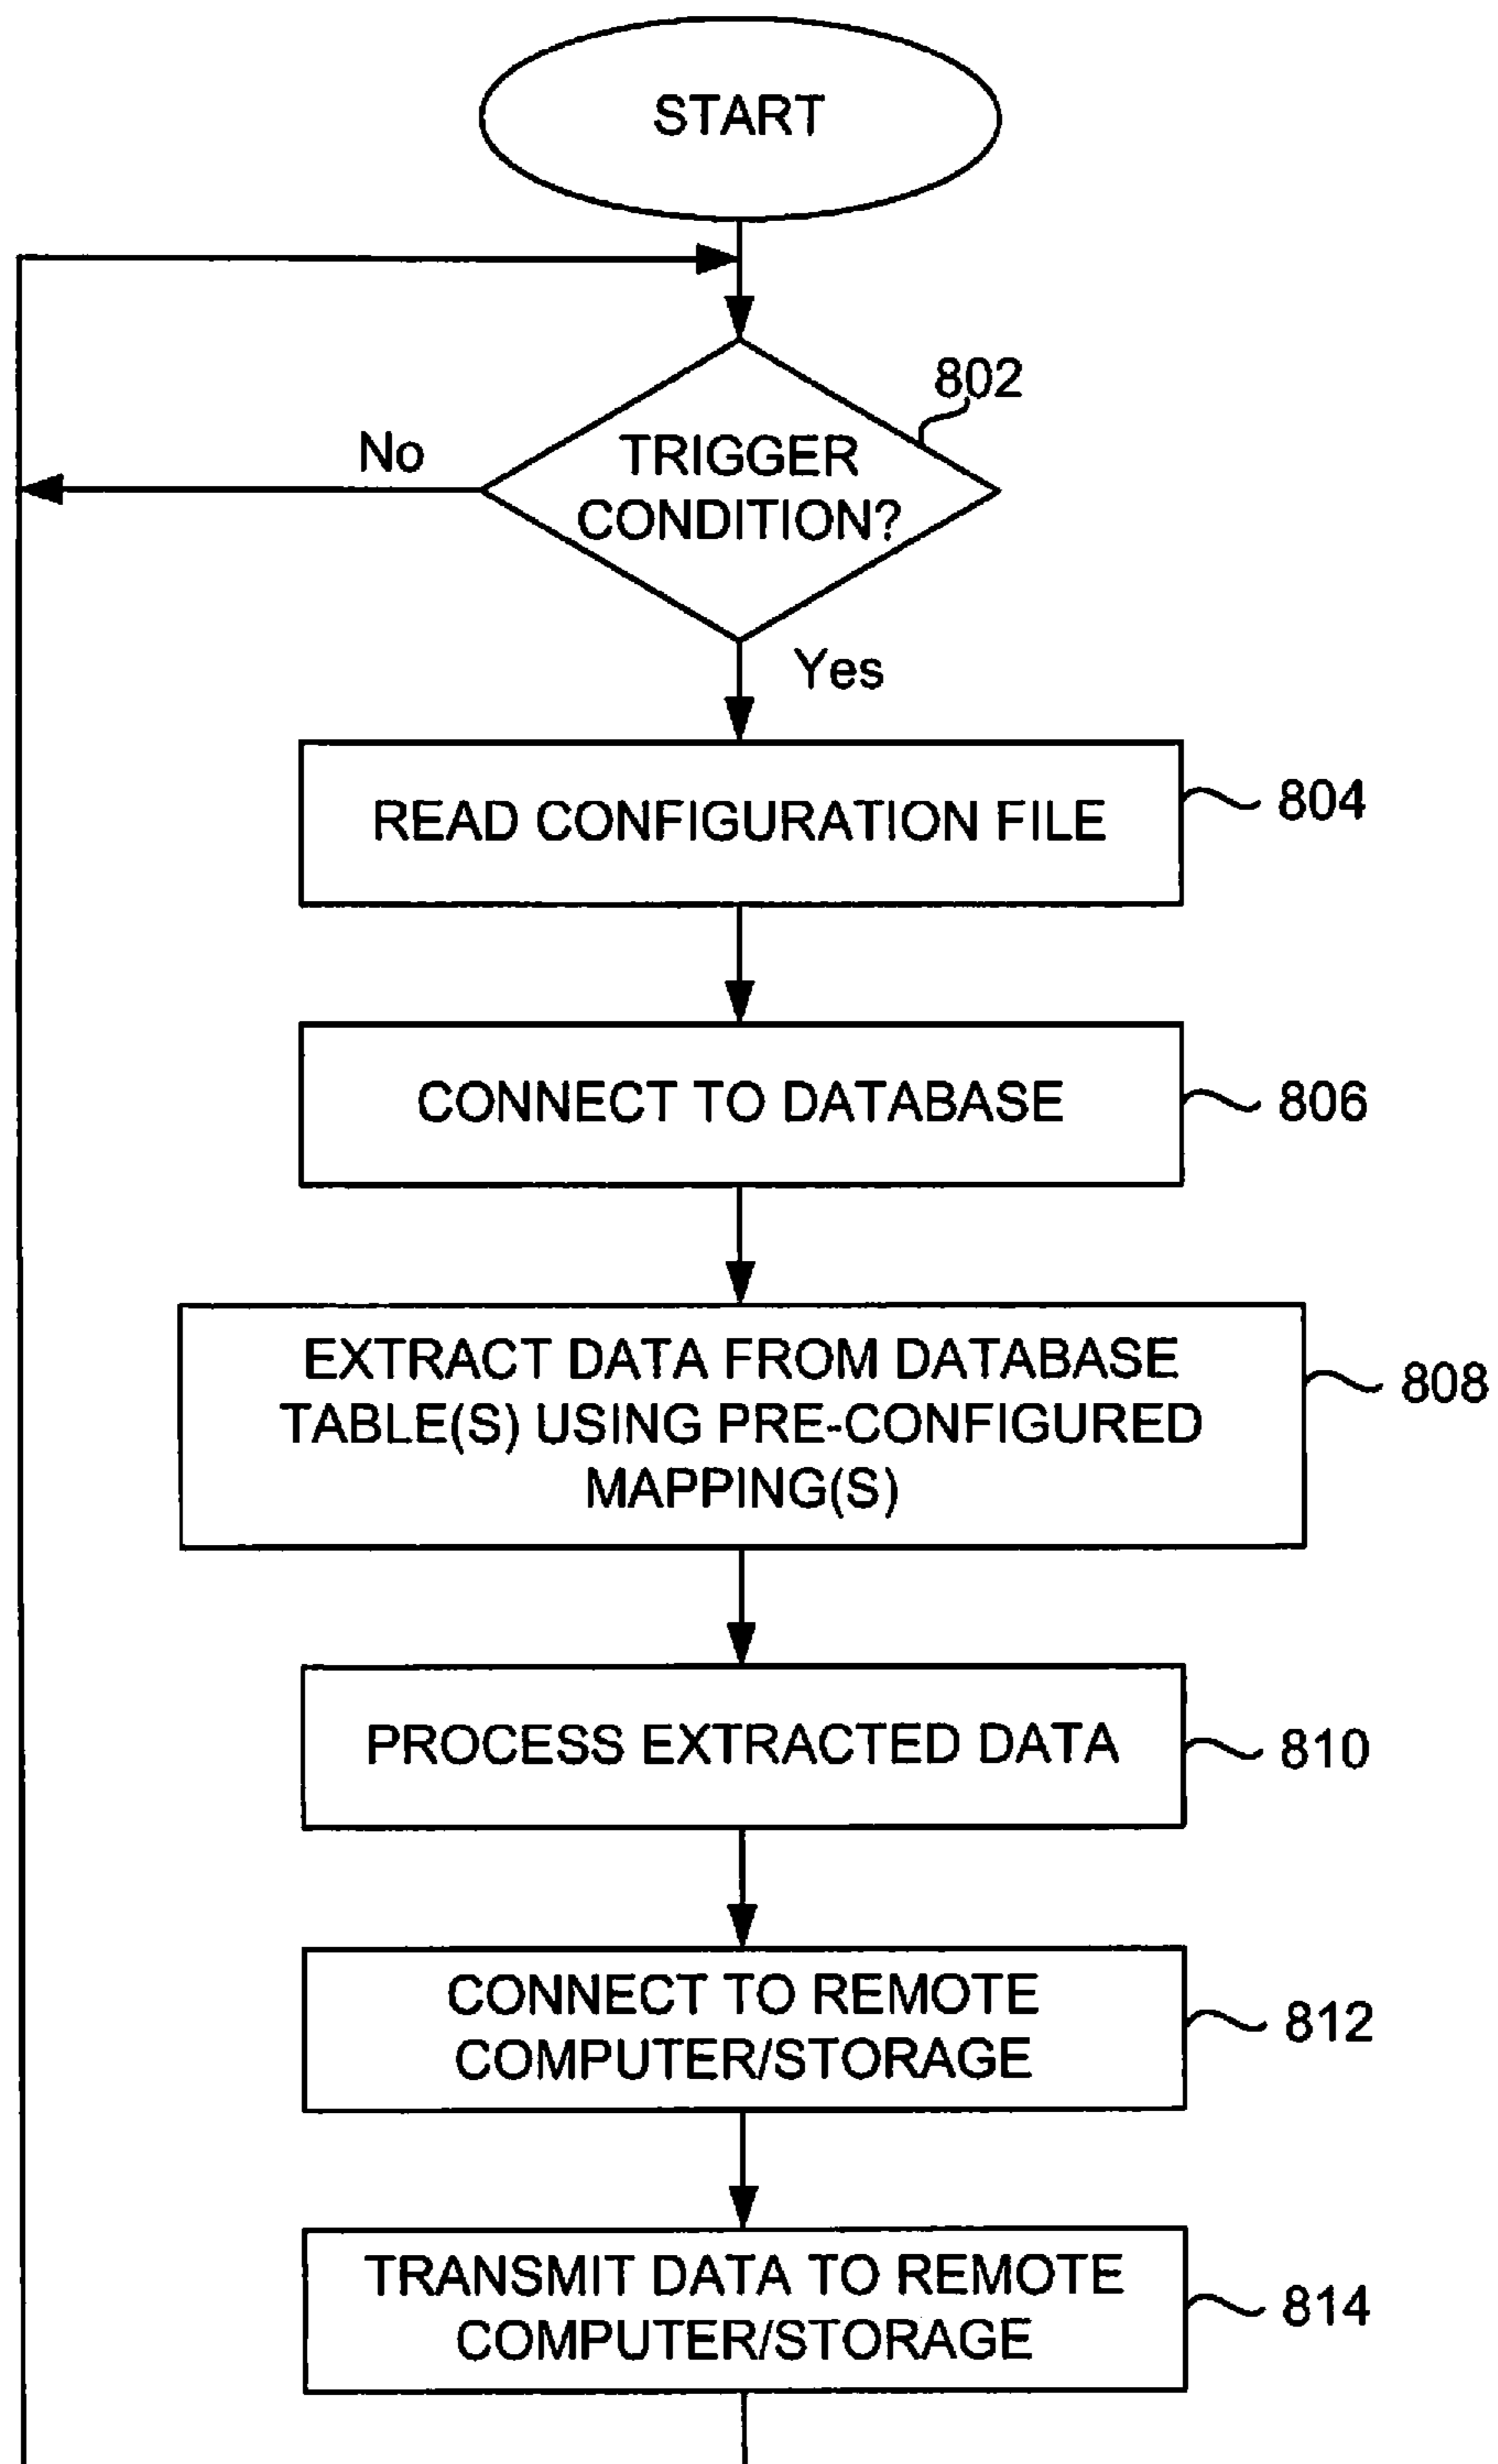 START
802
TRIGGER
CONDITION?
No
Yes
READ CONFIGURATION FILE
804
CONNECT TO DATABASE
806
EXTRACT DATA FROM DATABASE
TABLE(S) USING PRE-CONFIGURED
MAPPING(S)
808
PROCESS EXTRACTED DATA
810
CONNECT TO REMOTE
COMPUTER/STORAGE
812
TRANSMIT DATA TO REMOTE
COMPUTER/STORAGE
814